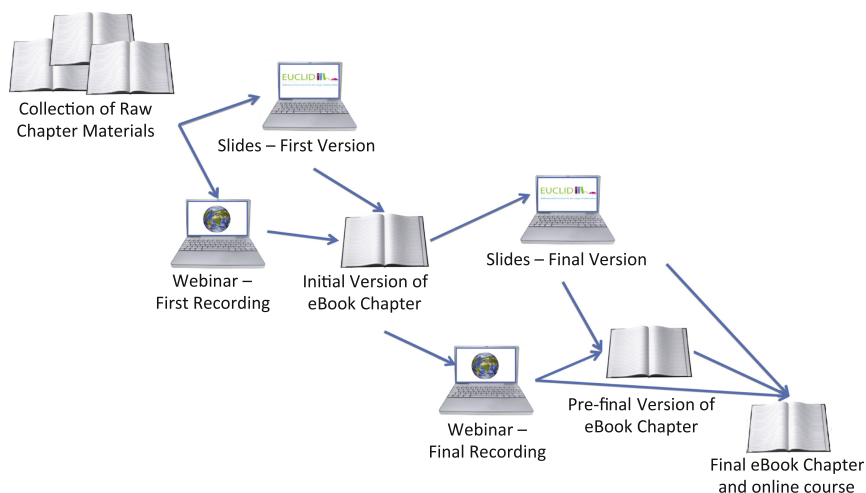 Collection of Raw
Chapter Materials
EUCLID
Slides – First Version
Webinar –
First Recording
Initial Version of
eBook Chapter
EUCLID
Slides – Final Version
Webinar –
Final Recording
Pre-final Version of
eBook Chapter
Final eBook Chapter
and online course